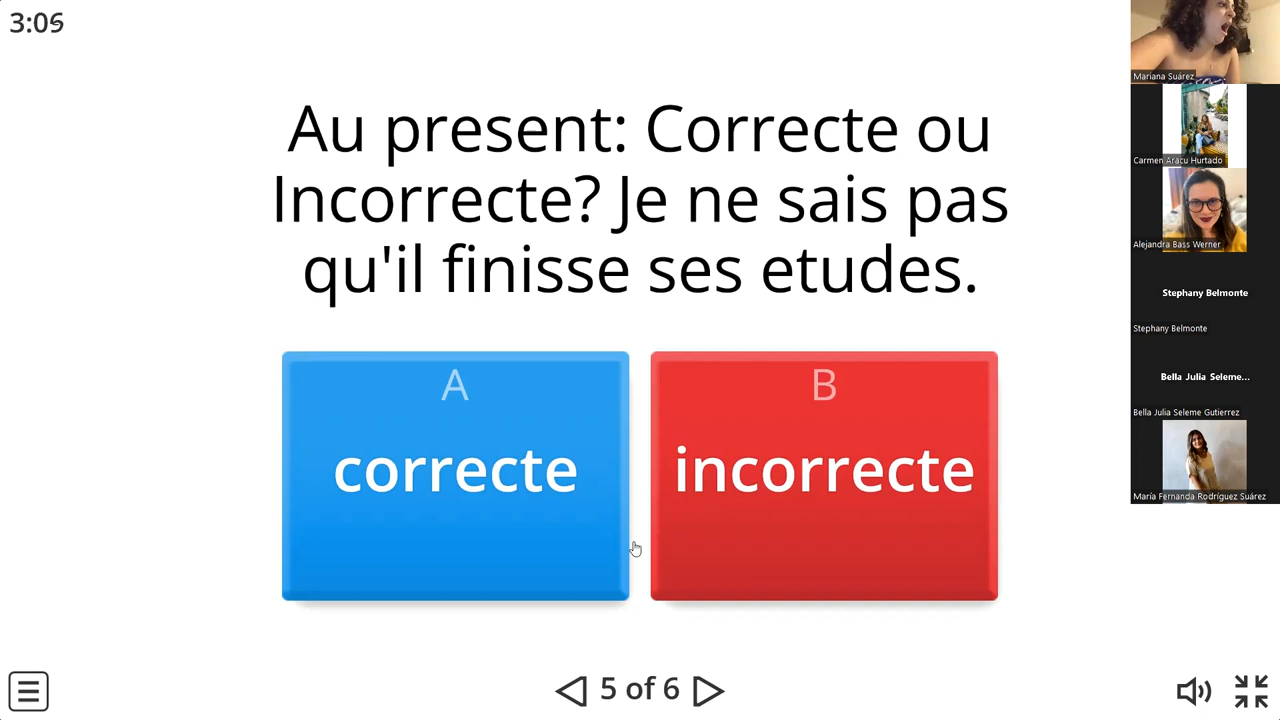 3:05
Au present: Correcte ou
Incorrecte? Je ne sais pas
qu'il finisse ses etudes.
A
correcte
B
incorrecte
5 of 6
Mariana Suárez
Carmen Aracu Hurtado
Alejandra Bass Werner
Stephany Belmonte
Stephany Belmonte
Bella Julia Seleme...
Bella Julia Seleme Gutierrez
María Fernanda Rodríguez Suárez